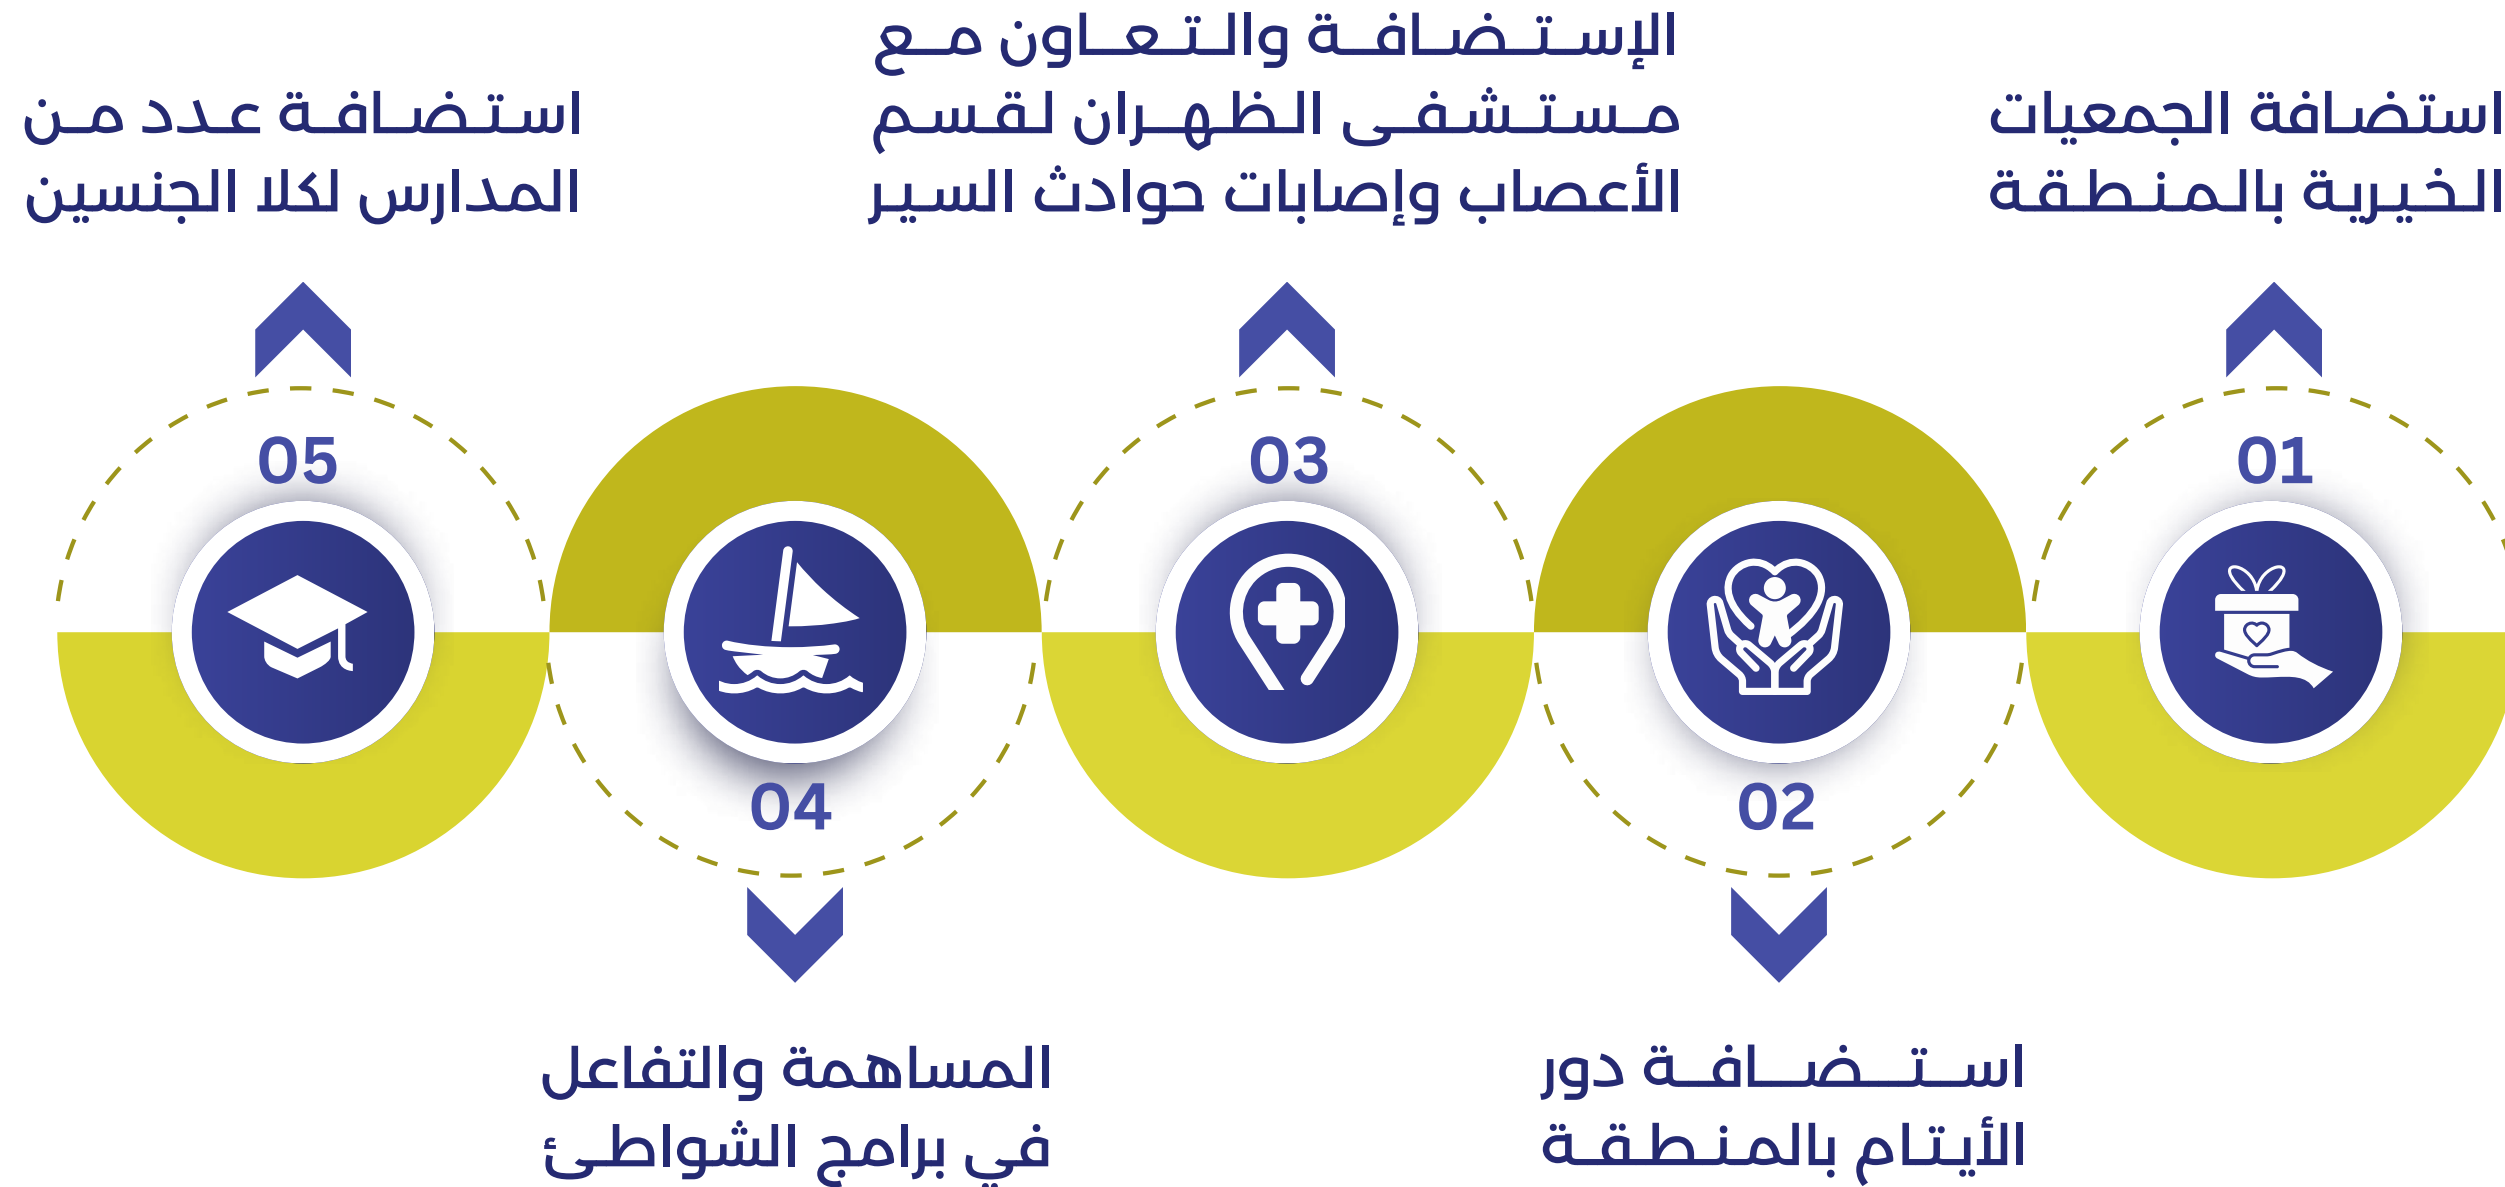 استضافة الجمعيات
الخيرية بالمنطقة
01
02
استضافة دور
الأيتام بالمنطقة
الإستضافة والتعاون مع
مستشفى الظهران لقسم
الأعصاب وإصابات حوادث السير
03
04
المساهمة والتفاعل
في برامج الشواطئ
استضافة عدد من
المدارس لكلا الجنسين
05